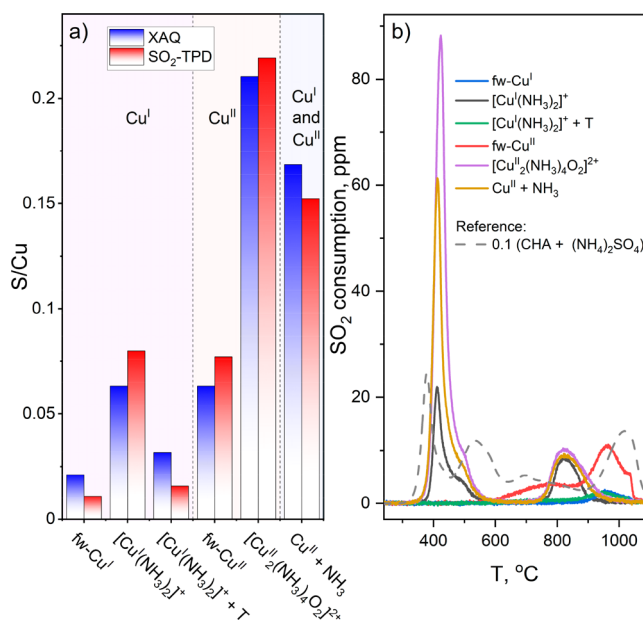 a)
XAQ
SO₂-TPD
Cuᴵ
Cuᴵᴵ
Cuᴵ
and
Cuᴵᴵ
S/Cu
0.2
0.15
0.1
0.05
0
fw-Cuᴵ
[Cuᴵ(NH₃)₂]⁺
[Cuᴵ(NH₃)₂]⁺ + T
fw-Cuᴵᴵ
[Cuᴵᴵ₂(NH₃)₄O₂]²⁺
Cuᴵᴵ + NH₃
b)
fw-Cuᴵ
[Cuᴵ(NH₃)₂]⁺
[Cuᴵ(NH₃)₂]⁺ + T
fw-Cuᴵᴵ
[Cuᴵᴵ₂(NH₃)₄O₂]²⁺
Cuᴵᴵ + NH₃
Reference:
0.1 (CHA + (NH₄)₂SO₄)
SO₂ consumption, ppm
80
60
40
20
0
400 600 800 1000
T, °C